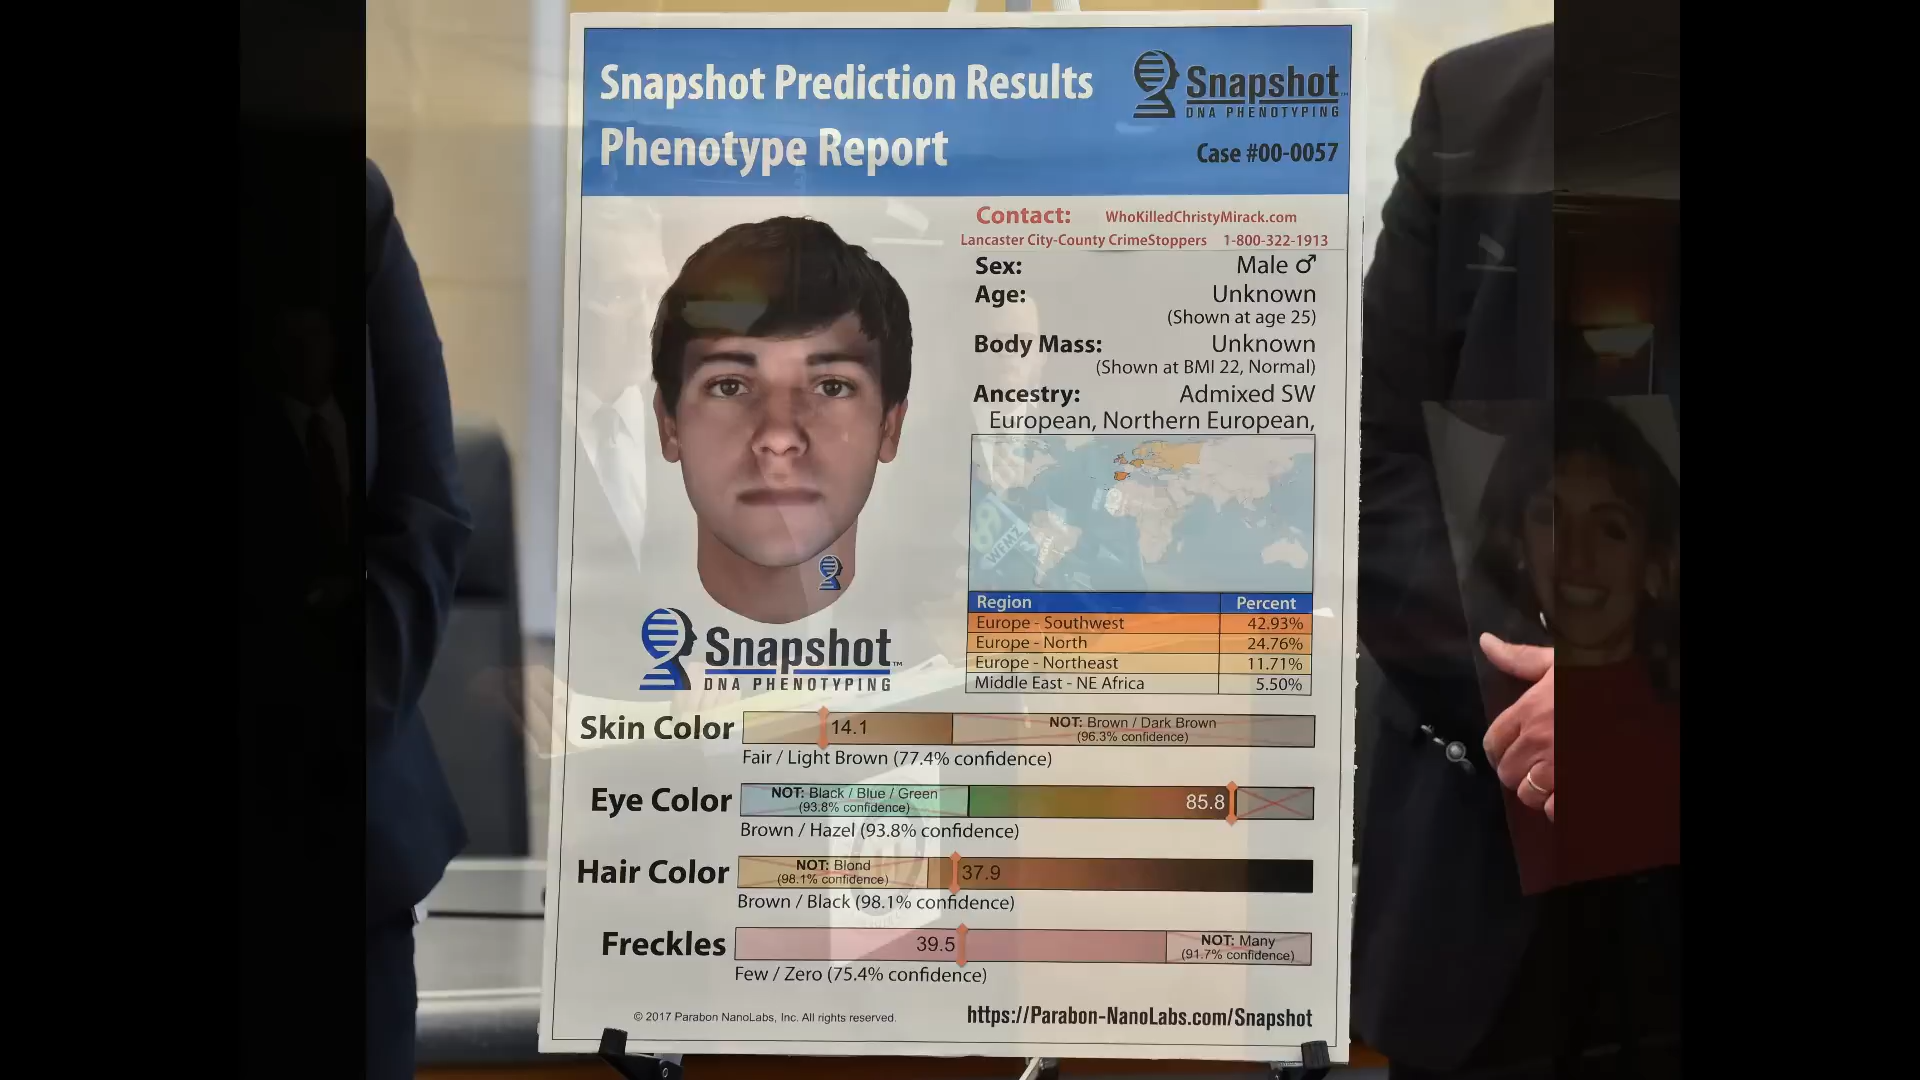 Snapshot Prediction Results
Phenotype Report
Snapshot™
DNA PHENOTYPING
Case #00-0057
Contact: WhoKilledChristyMirack.com
Lancaster City-County CrimeStoppers 1-800-322-1913
Sex: Male ♂
Age: Unknown
(Shown at age 25)
Body Mass: Unknown
(Shown at BMI 22, Normal)
Ancestry: Admixed SW
European, Northern European,
WFMZ
Region Percent
Europe - Southwest 42.93%
Europe - North 24.76%
Europe - Northeast 11.71%
Middle East - NE Africa 5.50%
Snapshot™
DNA PHENOTYPING
Skin Color 14.1 NOT: Brown / Dark Brown
(96.3% confidence)
Fair / Light Brown (77.4% confidence)
Eye Color NOT: Black / Blue / Green 85.8
(93.8% confidence)
Brown / Hazel (93.8% confidence)
Hair Color NOT: Blond 37.9
(98.1% confidence)
Brown / Black (98.1% confidence)
Freckles 39.5 NOT: Many
(91.7% confidence)
Few / Zero (75.4% confidence)
© 2017 Parabon NanoLabs, Inc. All rights reserved.
https://Parabon-NanoLabs.com/Snapshot